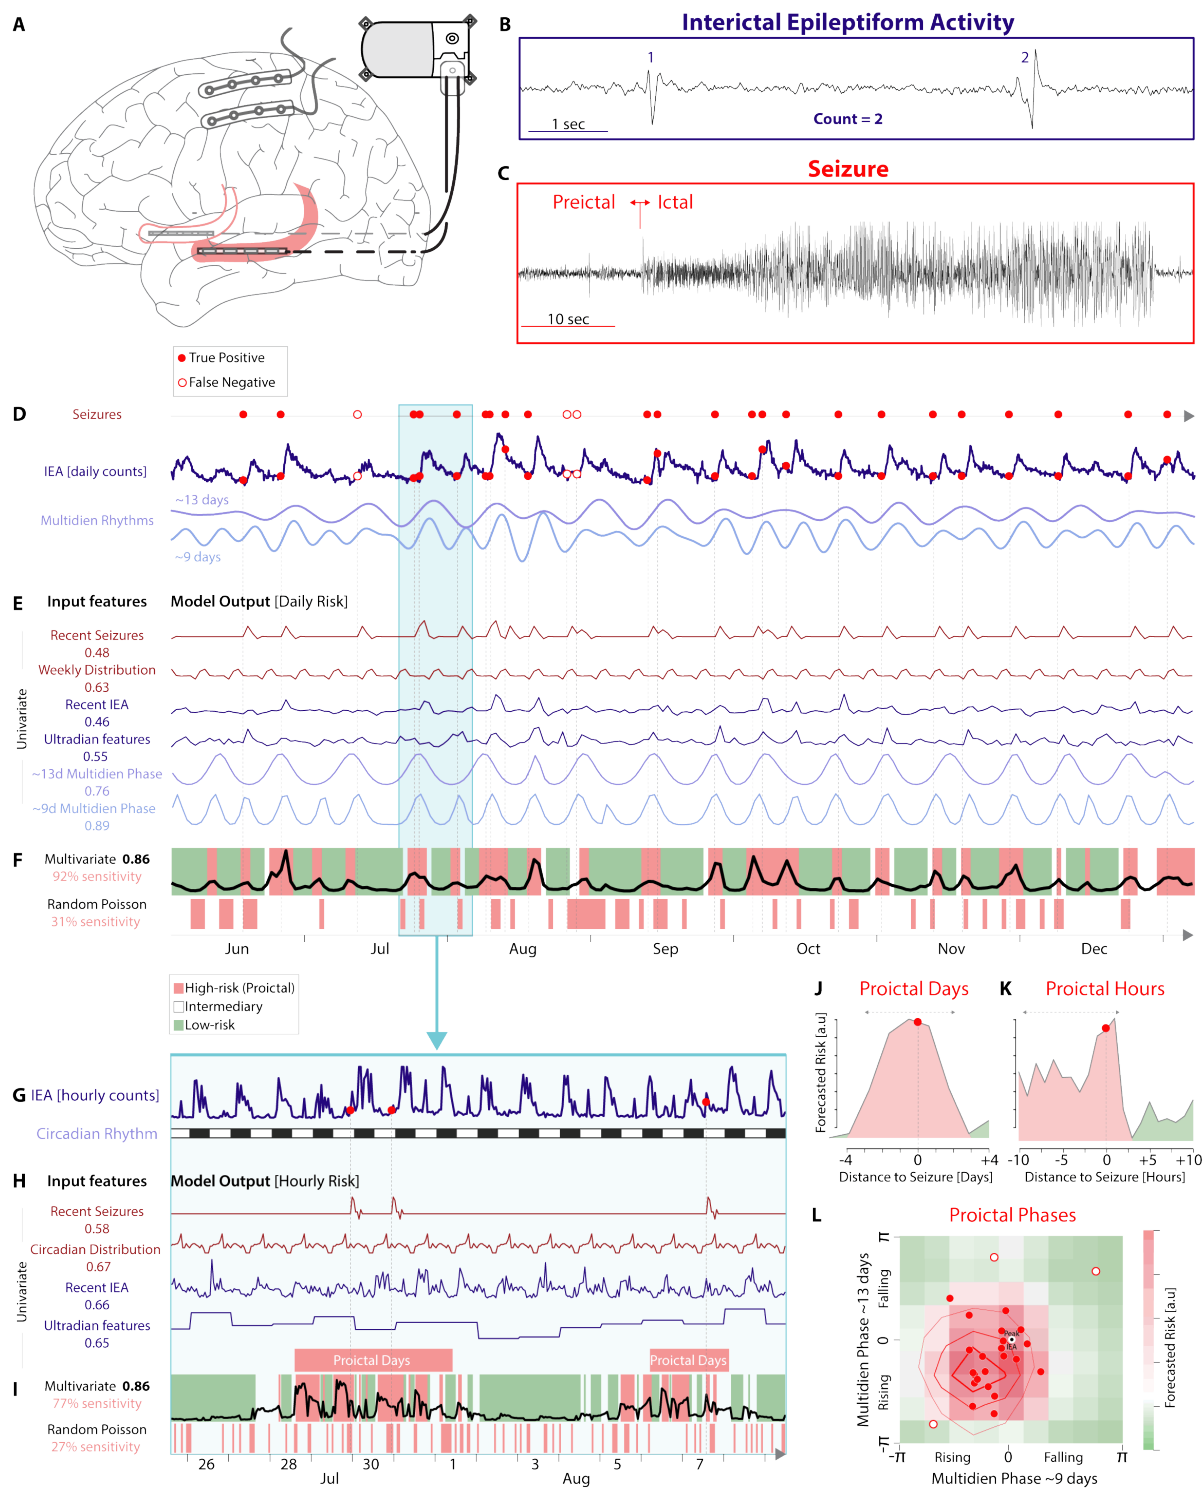 A
B
Interictal Epileptiform Activity
1
2
1 sec
Count = 2
C
Seizure
Preictal
Ictal
10 sec
True Positive
False Negative
D
Seizures
IEA [daily counts]
~13 days
Multidien Rhythms
~9 days
E
Input features
Model Output [Daily Risk]
Univariate
Recent Seizures
0.48
Weekly Distribution
0.63
Recent IEA
0.46
Ultradian features
0.55
~13d Multidien Phase
0.76
~9d Multidien Phase
0.89
F
Multivariate 0.86
92% sensitivity
Random Poisson
31% sensitivity
Jun
Jul
Aug
Sep
Oct
Nov
Dec
High-risk (Proictal)
Intermediary
Low-risk
G
IEA [hourly counts]
Circadian Rhythm
H
Input features
Model Output [Hourly Risk]
Univariate
Recent Seizures
0.58
Circadian Distribution
0.67
Recent IEA
0.66
Ultradian features
0.65
Proictal Days
Proictal Days
I
Multivariate 0.86
77% sensitivity
Random Poisson
27% sensitivity
26
28
30
1
3
5
7
Jul
Aug
J
Proictal Days
Forecasted Risk [a.u]
-4
0
+4
Distance to Seizure [Days]
K
Proictal Hours
-10
-5
0
+5
+10
Distance to Seizure [Hours]
L
Proictal Phases
Multidien Phase ~13 days
π
Falling
0
Rising
-π
Peak
IEA
-π
Rising
0
Falling
π
Multidien Phase ~9 days
Forecasted Risk [a.u]